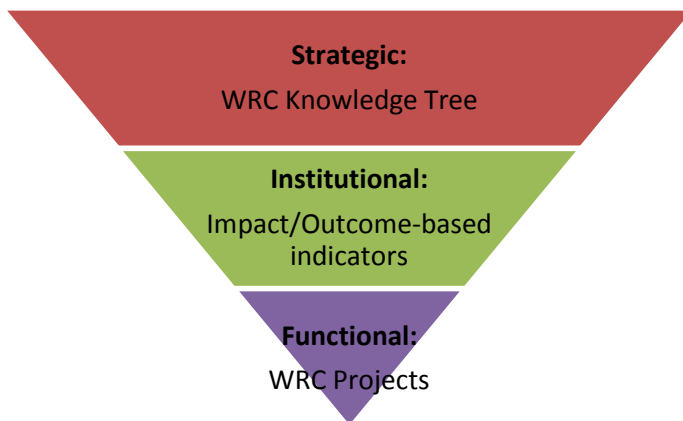 Strategic:
WRC Knowledge Tree
Institutional:
Impact/Outcome-based
indicators
Functional:
WRC Projects